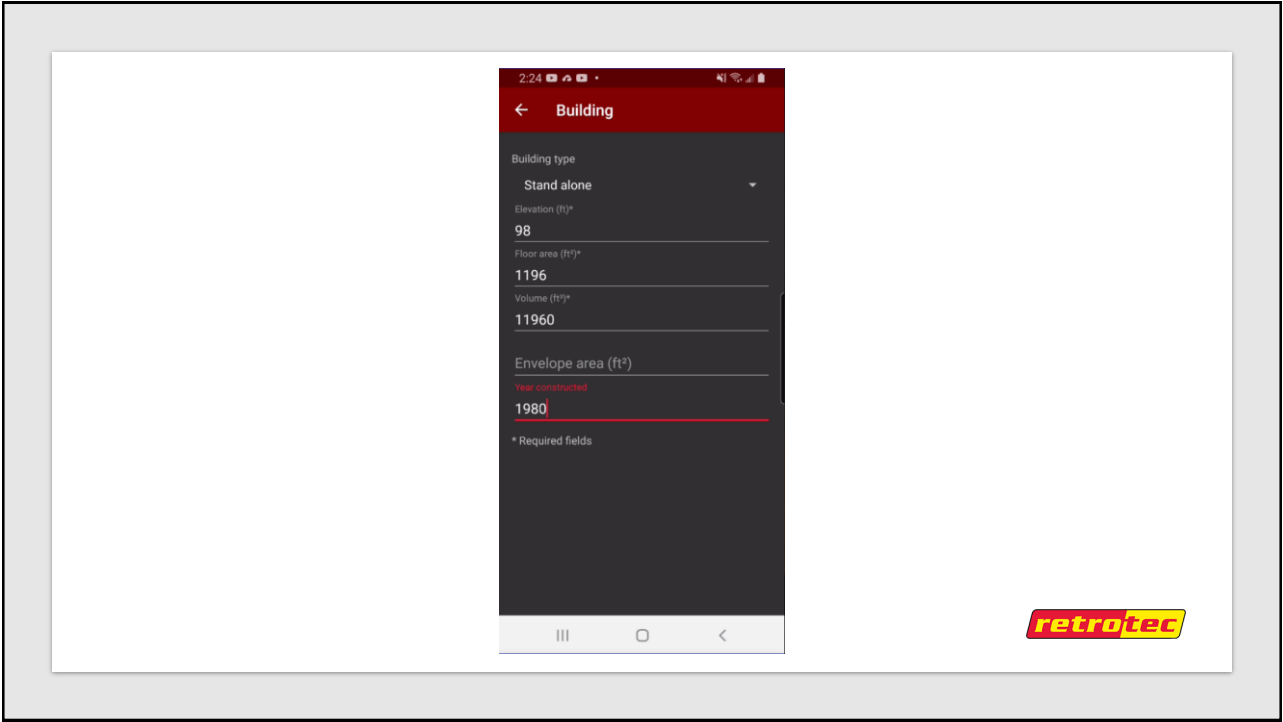 2:24
Building
Building type
Stand alone
Elevation (ft)*
98
Floor area (ft²)*
1196
Volume (ft³)*
11960
Envelope area (ft²)
Year constructed
1980
* Required fields
retrotec